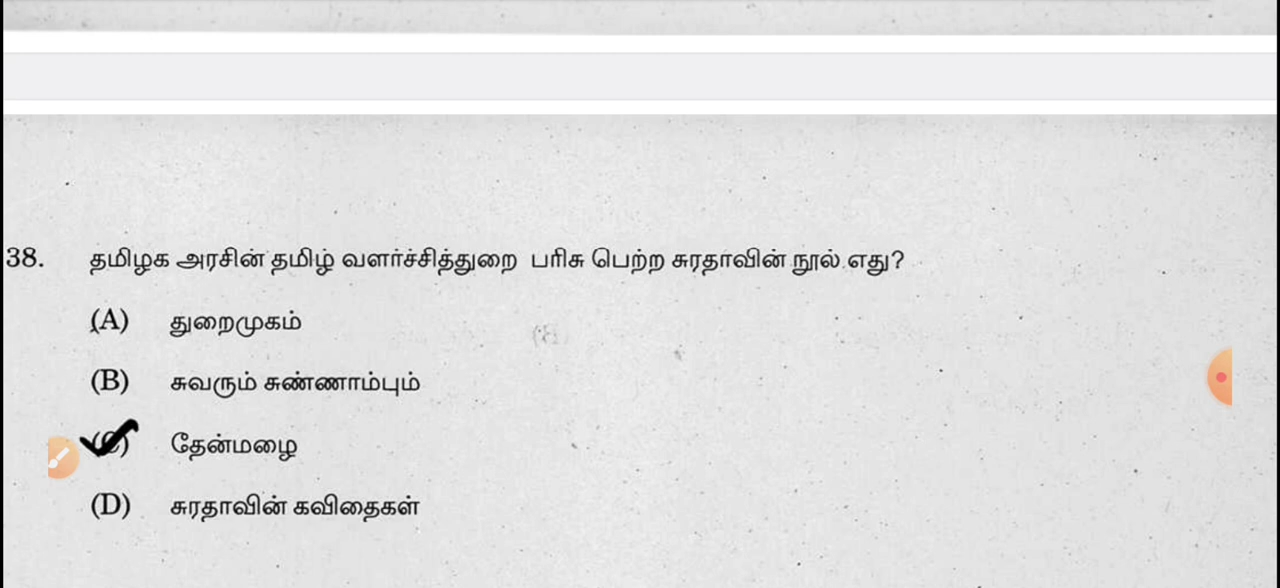 38. தமிழக அரசின் தமிழ் வளர்ச்சித்துறை பரிசு பெற்ற சுரதாவின் நூல் எது?
(A) துறைமுகம்
(B) சுவரும் சுண்ணாம்பும்
(C) தேன்மழை
(D) சுரதாவின் கவிதைகள்